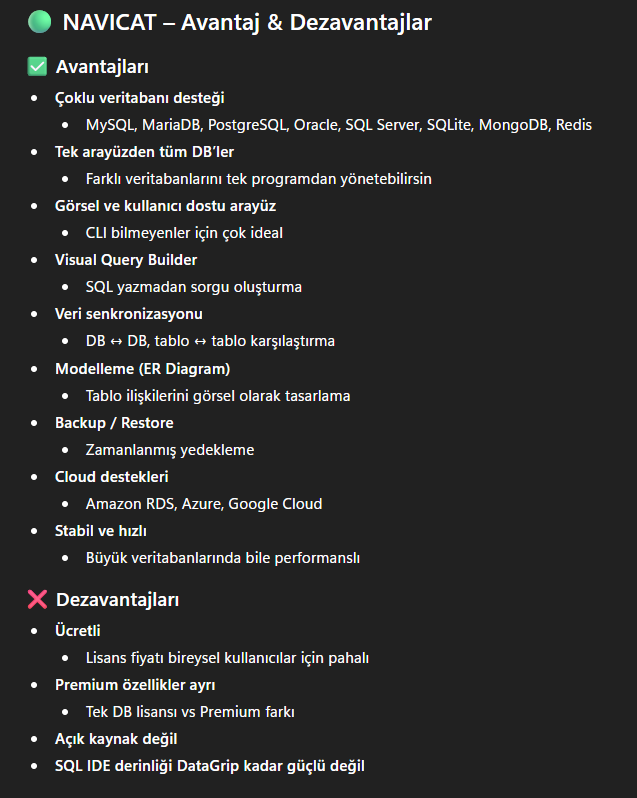 NAVICAT – Avantaj & Dezavantajlar
Avantajları
Çoklu veritabanı desteği
MySQL, MariaDB, PostgreSQL, Oracle, SQL Server, SQLite, MongoDB, Redis
Tek arayüzden tüm DB’ler
Farklı veritabanlarını tek programdan yönetebilirsin
Görsel ve kullanıcı dostu arayüz
CLI bilmeyenler için çok ideal
Visual Query Builder
SQL yazmadan sorgu oluşturma
Veri senkronizasyonu
DB ↔ DB, tablo ↔ tablo karşılaştırma
Modelleme (ER Diagram)
Tablo ilişkilerini görsel olarak tasarlama
Backup / Restore
Zamanlanmış yedekleme
Cloud destekleri
Amazon RDS, Azure, Google Cloud
Stabil ve hızlı
Büyük veritabanlarında bile performanslı
Dezavantajları
Ücretli
Lisans fiyatı bireysel kullanıcılar için pahalı
Premium özellikler ayrı
Tek DB lisansı vs Premium farkı
Açık kaynak değil
SQL IDE derinliği DataGrip kadar güçlü değil